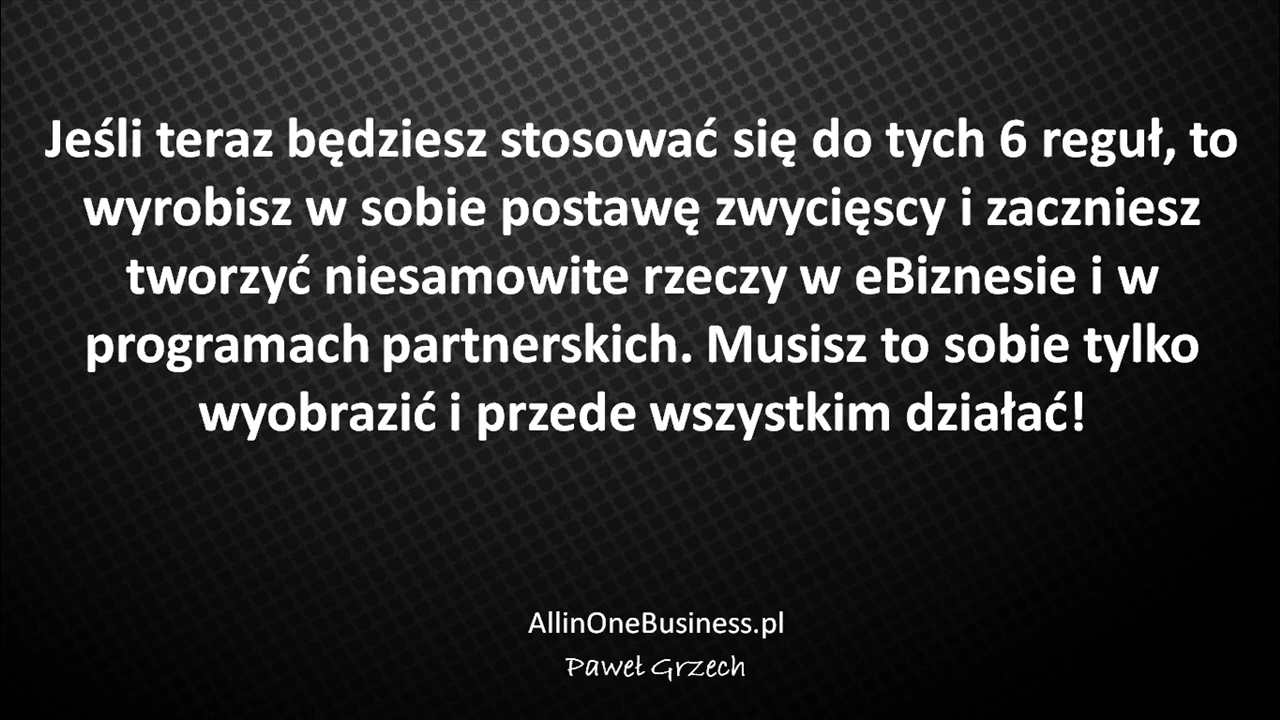 Jeśli teraz będziesz stosować się do tych 6 reguł, to
wyrobisz w sobie postawę zwycięscy i zaczniesz
tworzyć niesamowite rzeczy w eBiznesie i w
programach partnerskich. Musisz to sobie tylko
wyobrazić i przede wszystkim działać!
AllinOneBusiness.pl
Paweł Grzech